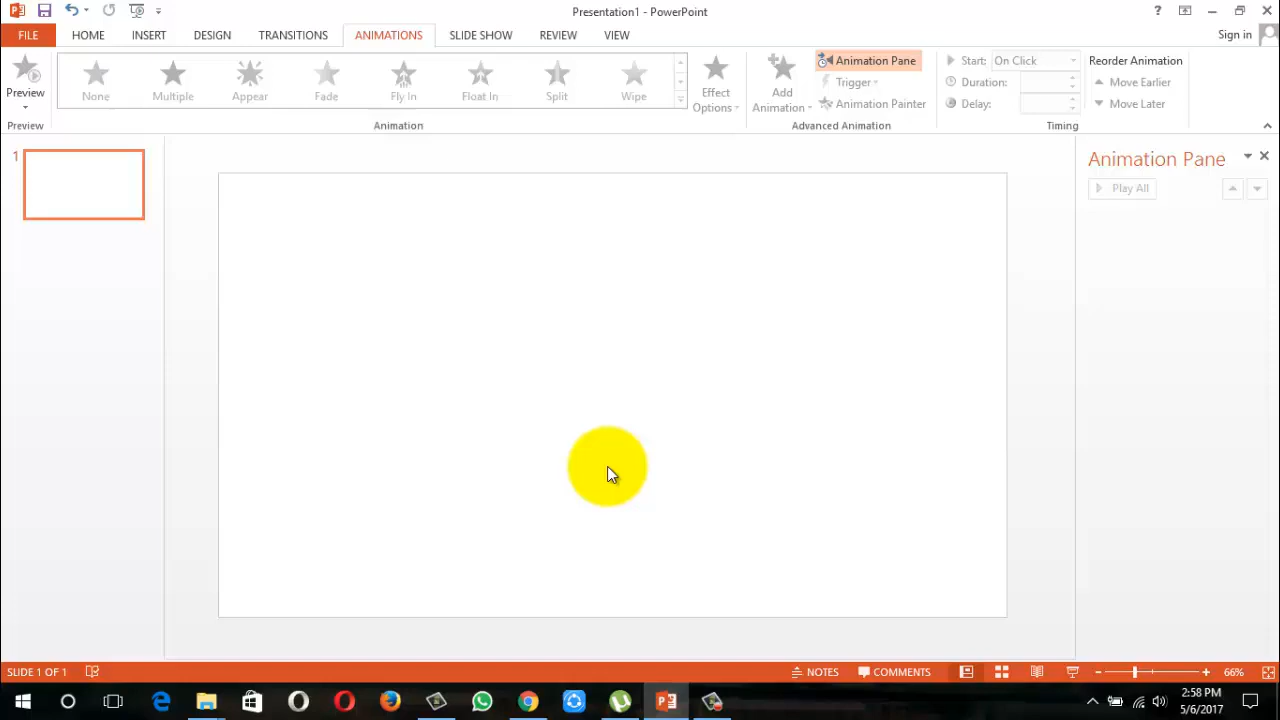 Presentation1 - PowerPoint
?
FILE HOME INSERT DESIGN TRANSITIONS ANIMATIONS SLIDE SHOW REVIEW VIEW Sign in
Preview
None Multiple Appear Fade Fly In Float In Split Wipe
Effect Options
Add Animation
Animation Pane
Trigger
Animation Painter
Start: On Click
Duration:
Delay:
Reorder Animation
Move Earlier
Move Later
Preview Animation Advanced Animation Timing
1
Animation Pane
Play All
SLIDE 1 OF 1 NOTES COMMENTS 66%
2:58 PM
5/6/2017